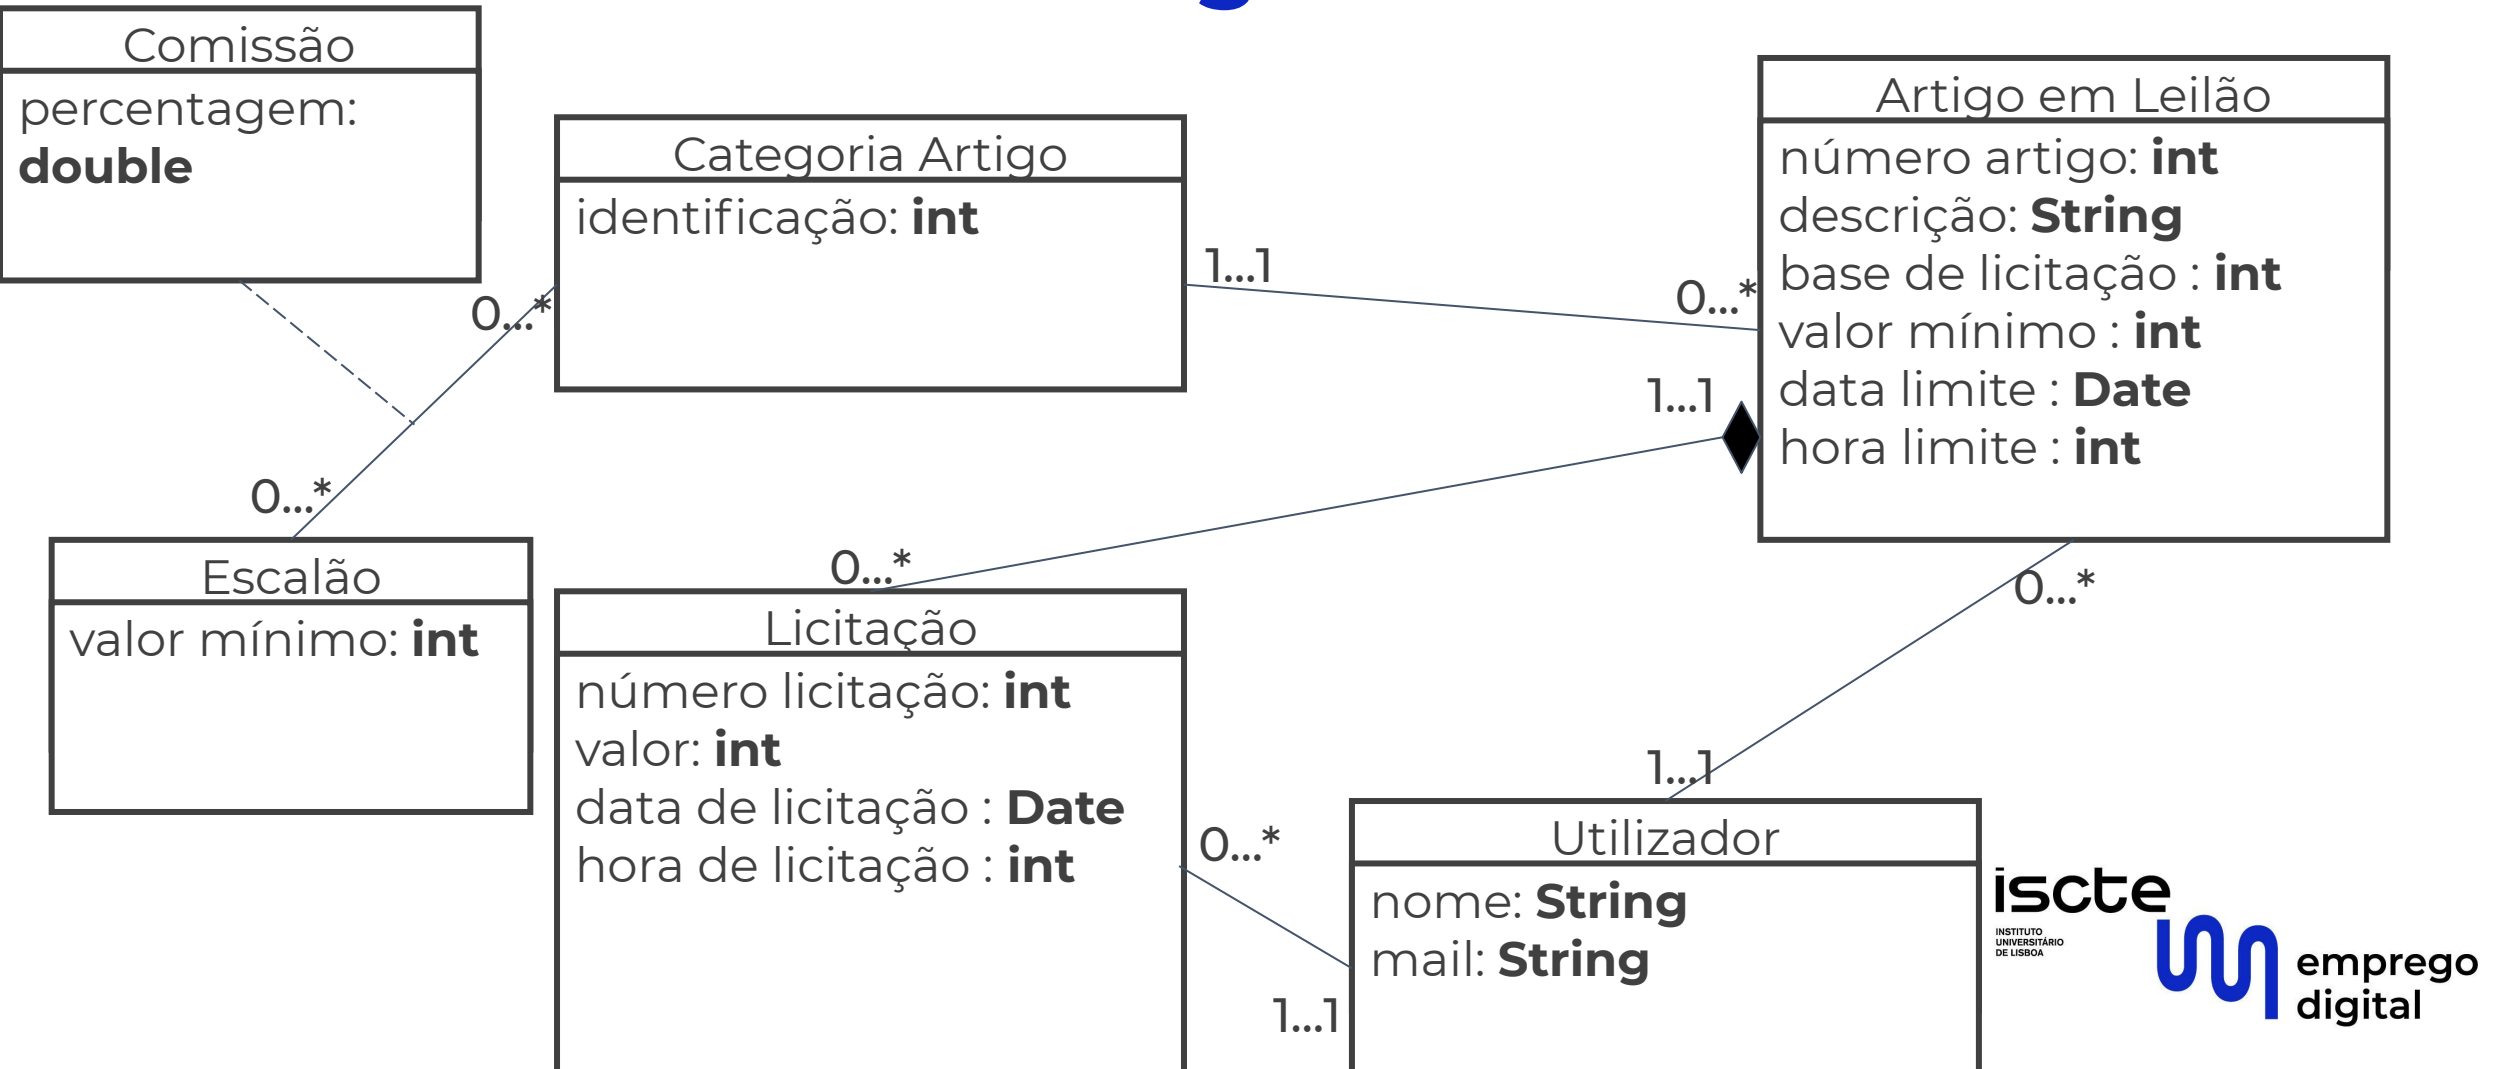 Comissão
percentagem:
double
Categoria Artigo
identificação: int
Artigo em Leilão
número artigo: int
descrição: String
base de licitação : int
valor mínimo : int
data limite : Date
hora limite : int
1...1
0...*
0...*
0...*
1...1
0...*
Escalão
valor mínimo: int
Licitação
número licitação: int
valor: int
data de licitação : Date
hora de licitação : int
0...*
1...1
0...*
1...1
Utilizador
nome: String
mail: String
iscte
INSTITUTO
UNIVERSITÁRIO
DE LISBOA
emprego
digital